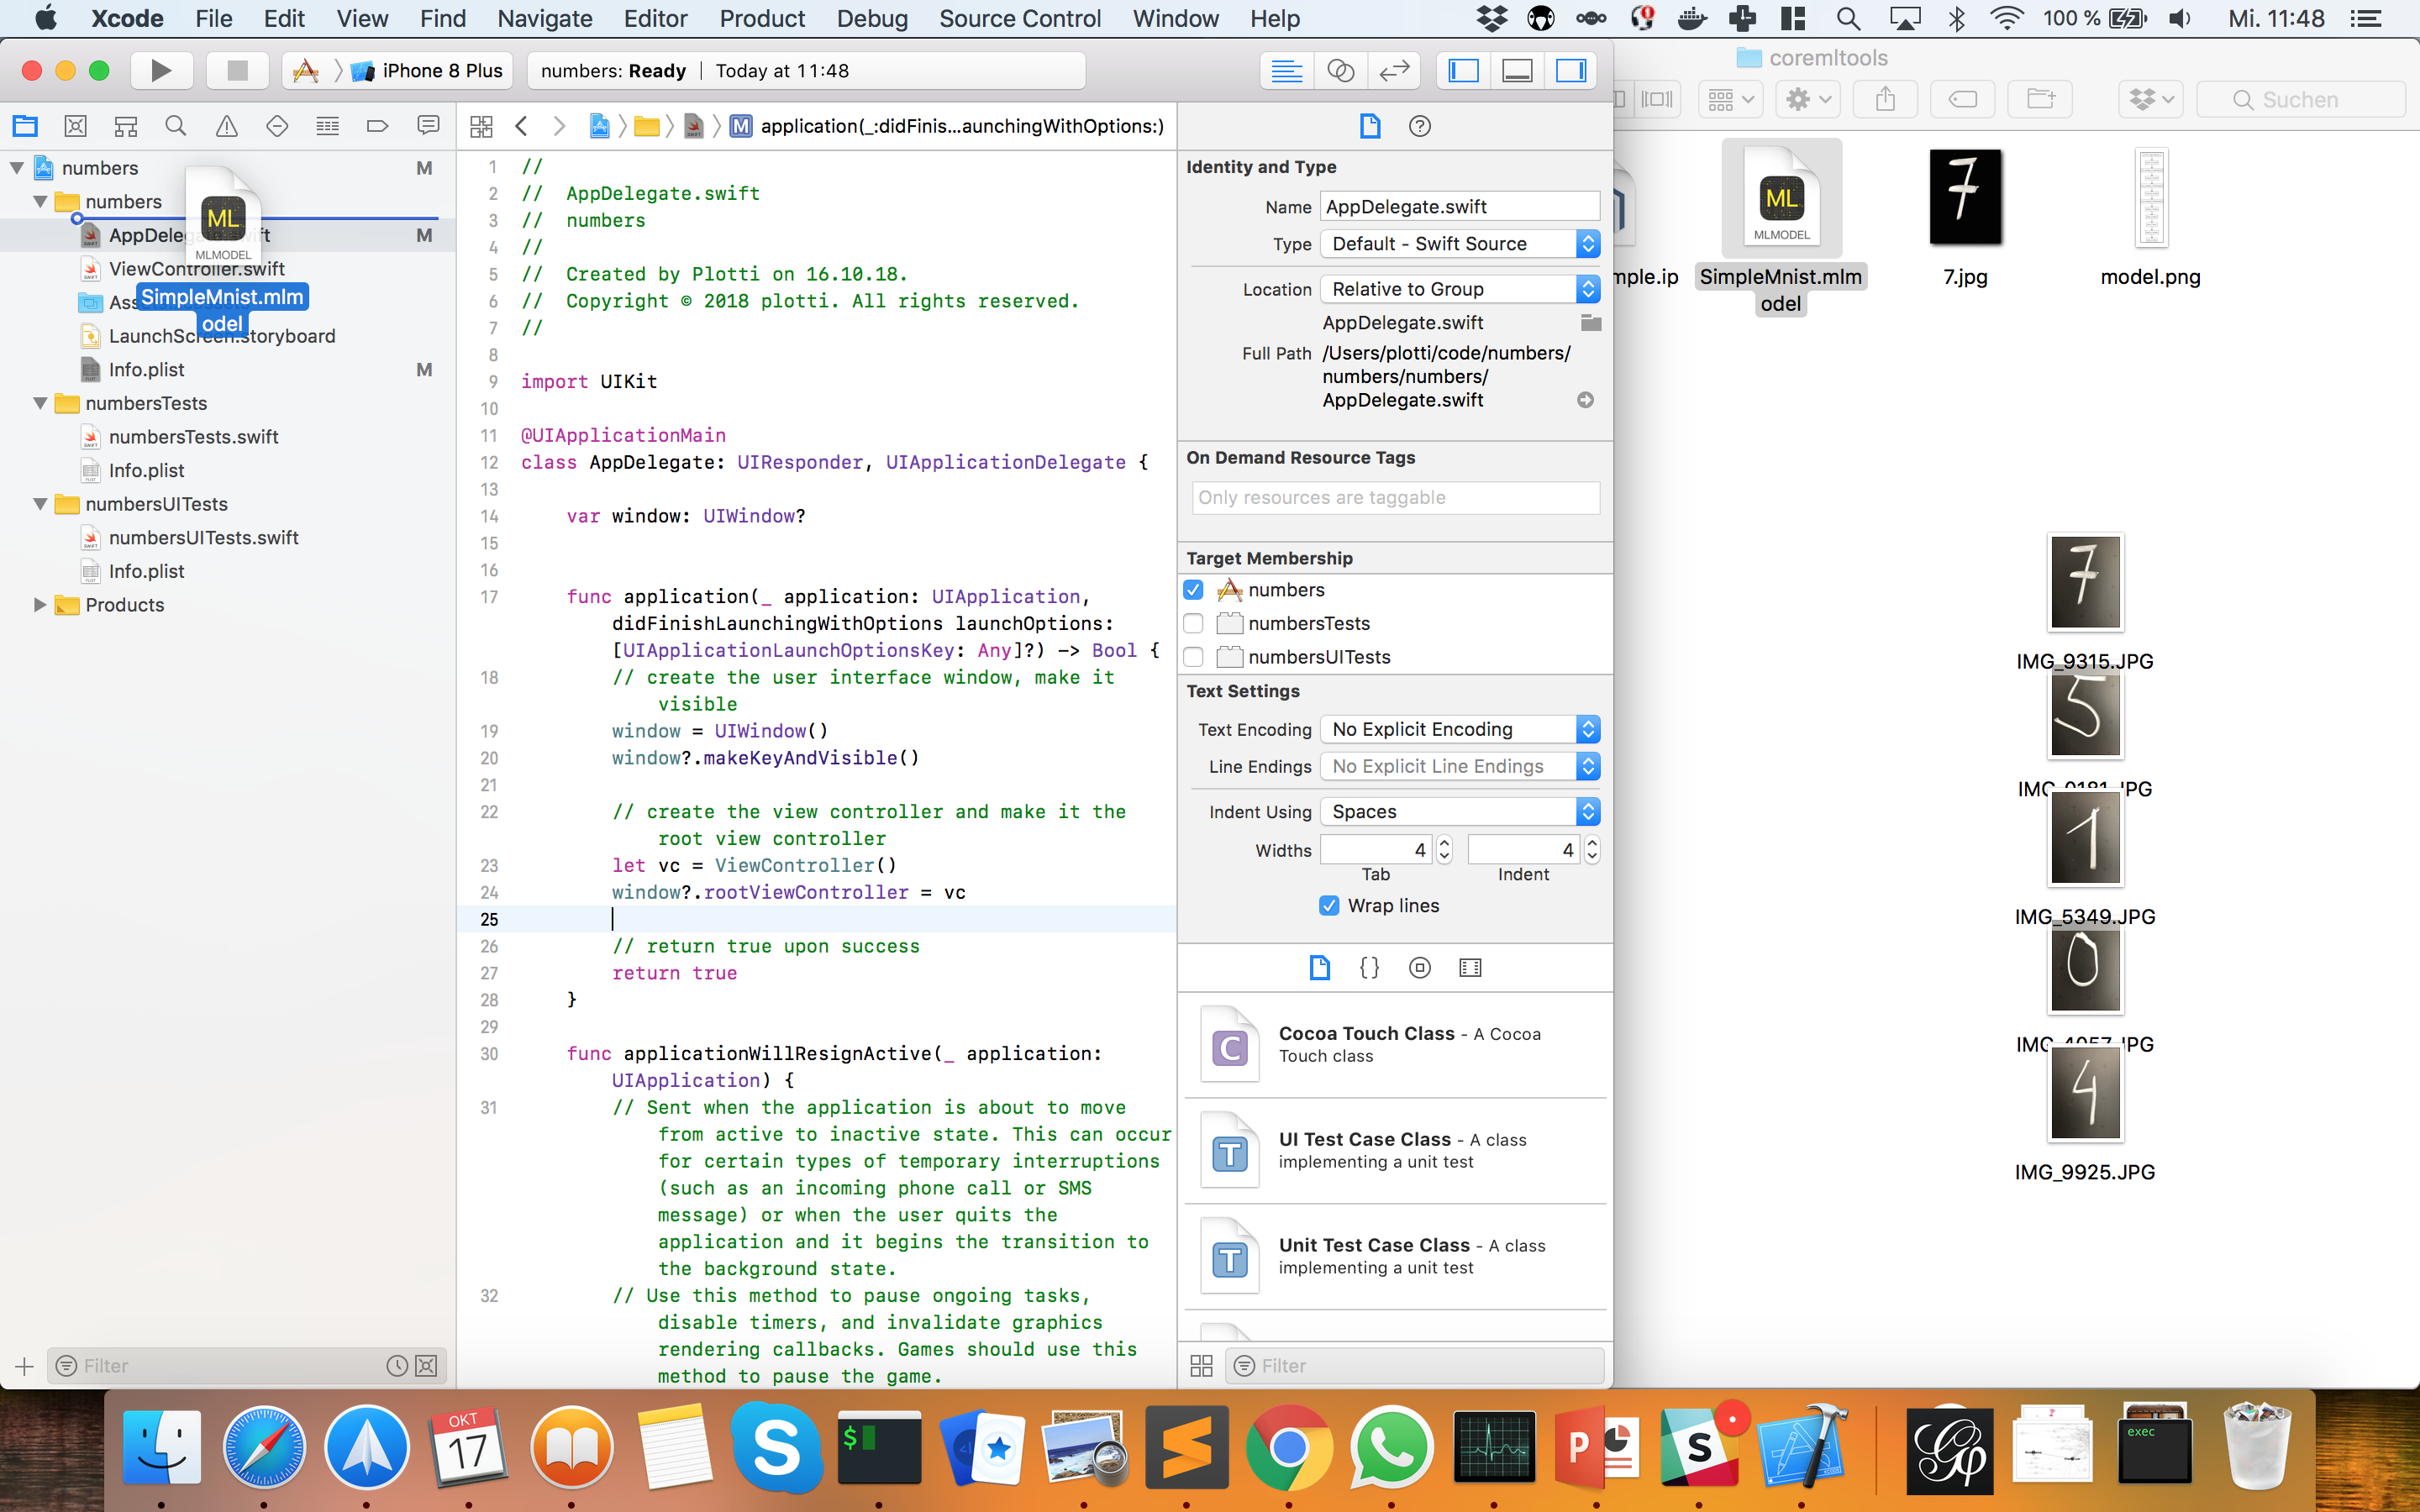 Xcode File Edit View Find Navigate Editor Product Debug Source Control Window Help 100 % Mi. 11:48
iPhone 8 Plus
numbers: Ready | Today at 11:48
application(_:didFinis...aunchingWithOptions:)
numbers M
numbers
AppDelegate.swift M
ViewController.swift
LaunchScreen.storyboard
Info.plist M
numbersTests
numbersTests.swift
Info.plist
numbersUITests
numbersUITests.swift
Info.plist
Products
ML
MLMODEL
SimpleMnist.mlm
odel
Filter
1 //
2 //  AppDelegate.swift
3 //  numbers
4 //
5 //  Created by Plotti on 16.10.18.
6 //  Copyright © 2018 plotti. All rights reserved.
7 //
8
9 import UIKit
10
11 @UIApplicationMain
12 class AppDelegate: UIResponder, UIApplicationDelegate {
13
14 var window: UIWindow?
15
16
17 func application(_ application: UIApplication,
didFinishLaunchingWithOptions launchOptions:
[UIApplicationLaunchOptionsKey: Any]?) -> Bool {
18 // create the user interface window, make it
visible
19 window = UIWindow()
20 window?.makeKeyAndVisible()
21
22 // create the view controller and make it the
root view controller
23 let vc = ViewController()
24 window?.rootViewController = vc
25
26 // return true upon success
27 return true
28 }
29
30 func applicationWillResignActive(_ application:
UIApplication) {
31 // Sent when the application is about to move
from active to inactive state. This can occur
for certain types of temporary interruptions
(such as an incoming phone call or SMS
message) or when the user quits the
application and it begins the transition to
the background state.
32 // Use this method to pause ongoing tasks,
disable timers, and invalidate graphics
rendering callbacks. Games should use this
method to pause the game.
Identity and Type
Name AppDelegate.swift
Type Default - Swift Source
Location Relative to Group
AppDelegate.swift
Full Path /Users/plotti/code/numbers/
numbers/numbers/
AppDelegate.swift
On Demand Resource Tags
Only resources are taggable
Target Membership
numbers
numbersTests
numbersUITests
Text Settings
Text Encoding No Explicit Encoding
Line Endings No Explicit Line Endings
Indent Using Spaces
Widths 4 4
Tab Indent
Wrap lines
Cocoa Touch Class - A Cocoa
Touch class
UI Test Case Class - A class
implementing a unit test
Unit Test Case Class - A class
implementing a unit test
Filter
coremltools
Suchen
ML
MLMODEL
7
mple.ip
SimpleMnist.mlm
odel
7.jpg
model.png
7
IMG_9315.JPG
5
1
IMG_5349.JPG
0
4
IMG_9925.JPG
OKT
17
exec